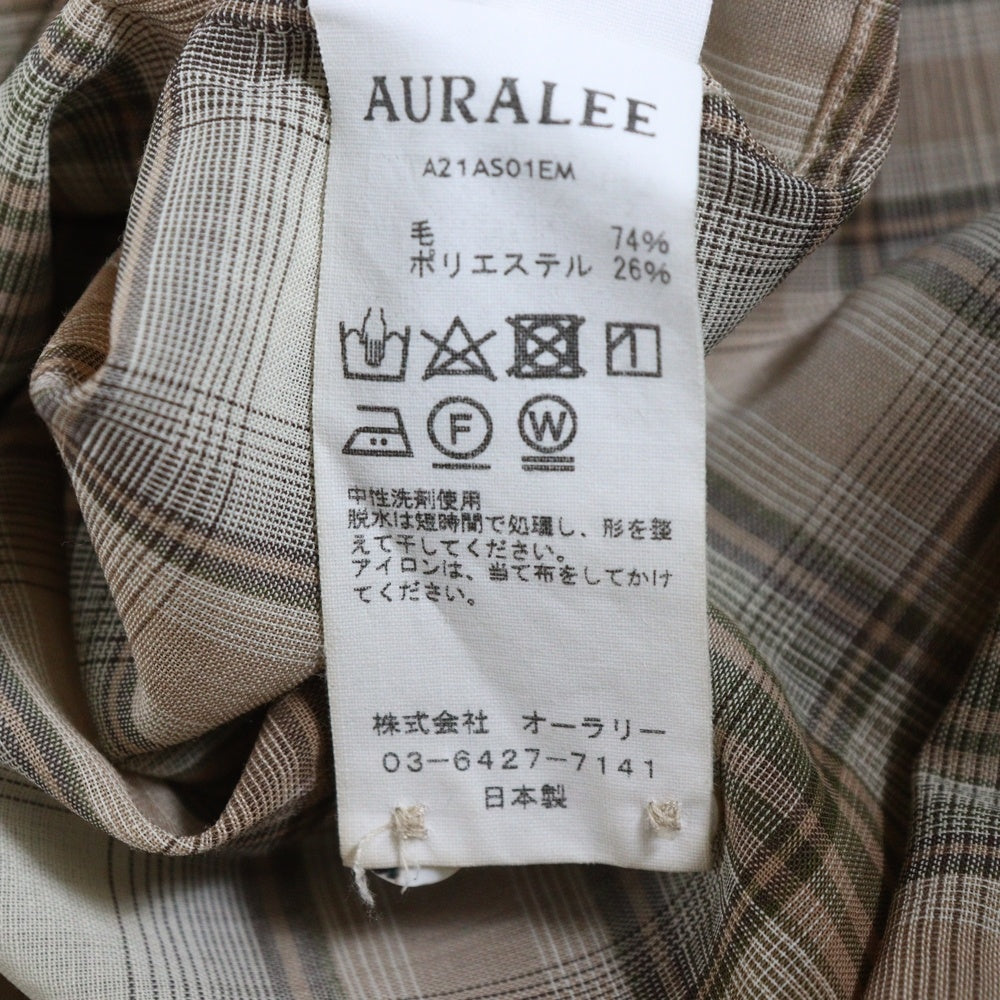 AURALEE
A21AS01EM
毛 74%
ポリエステル 26%
F W
中性洗剤使用
脱水は短時間で処理し、形を整
えて干してください。
アイロンは、当て布をしてかけ
てください。
株式会社 オーラリー
03-6427-7141
日本製